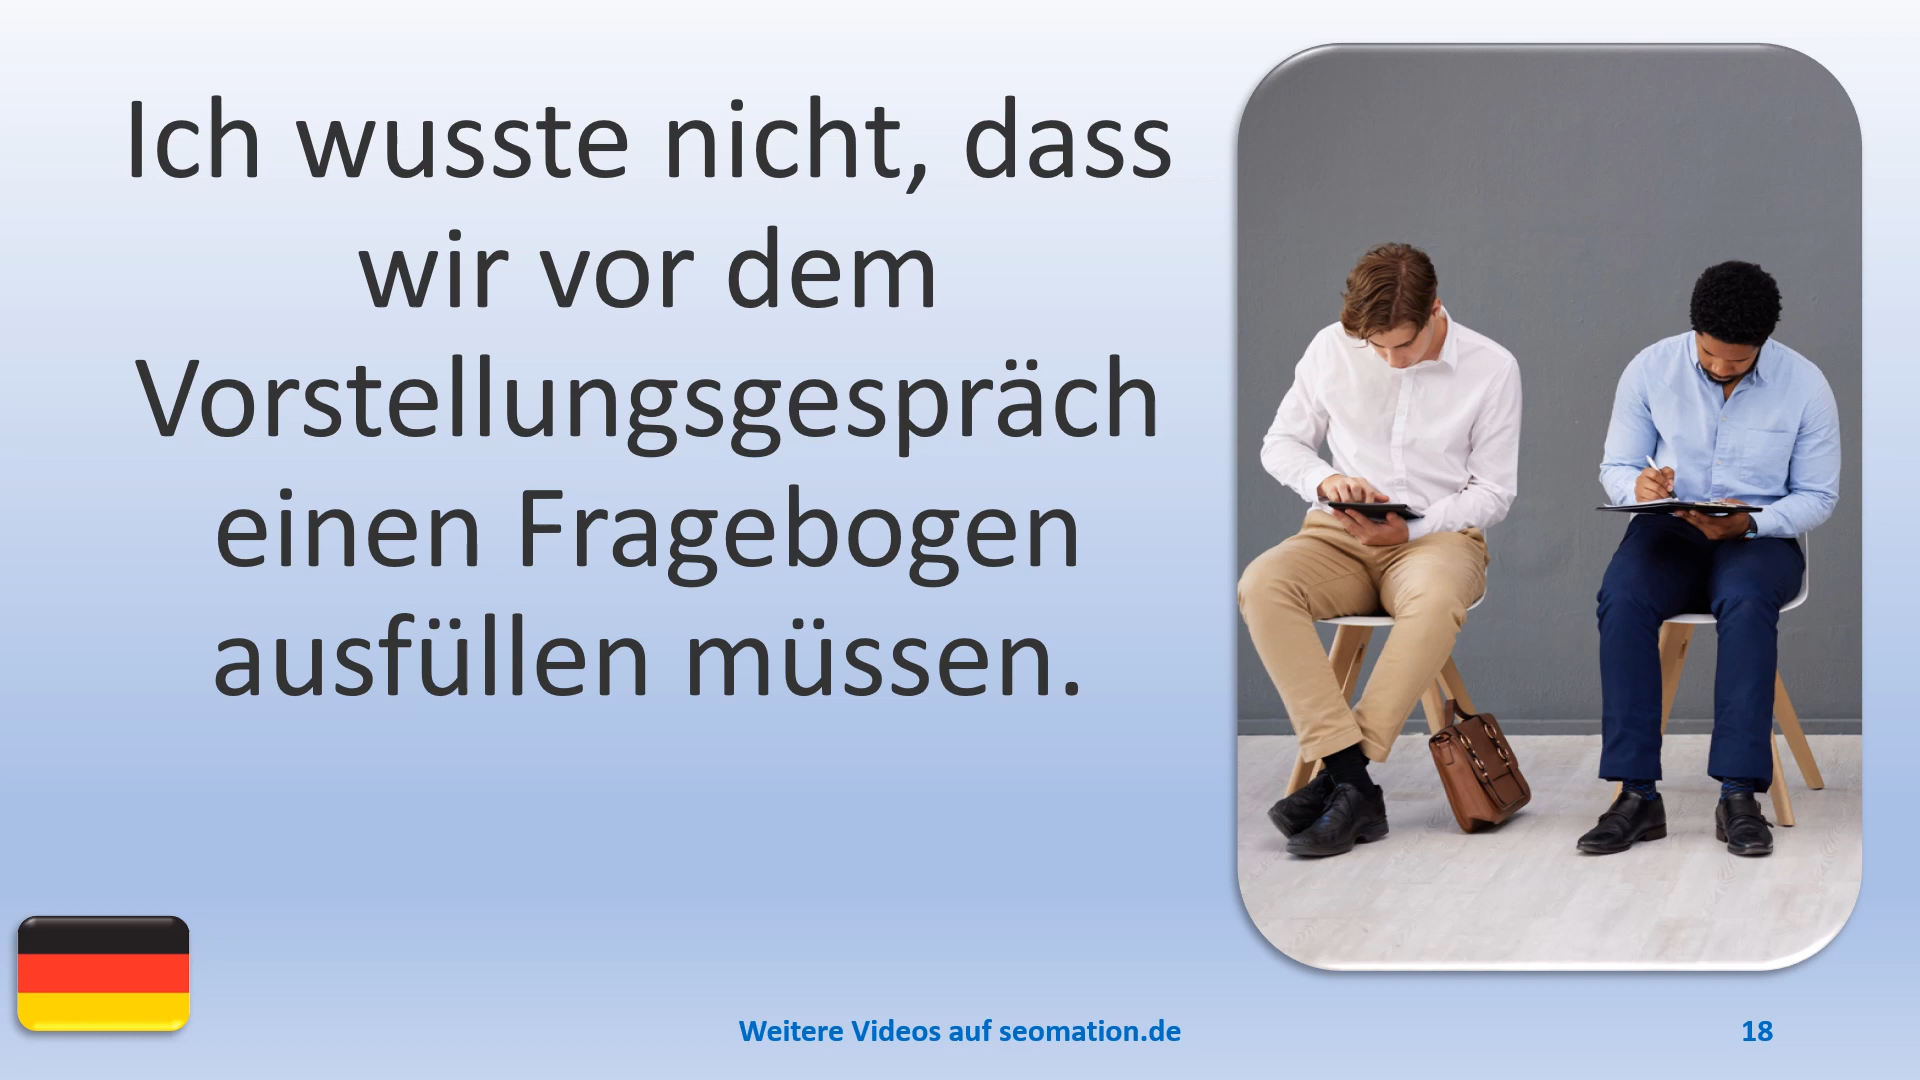 Ich wusste nicht, dass
wir vor dem
Vorstellungsgespräch
einen Fragebogen
ausfüllen müssen.
Weitere Videos auf seomation.de
18